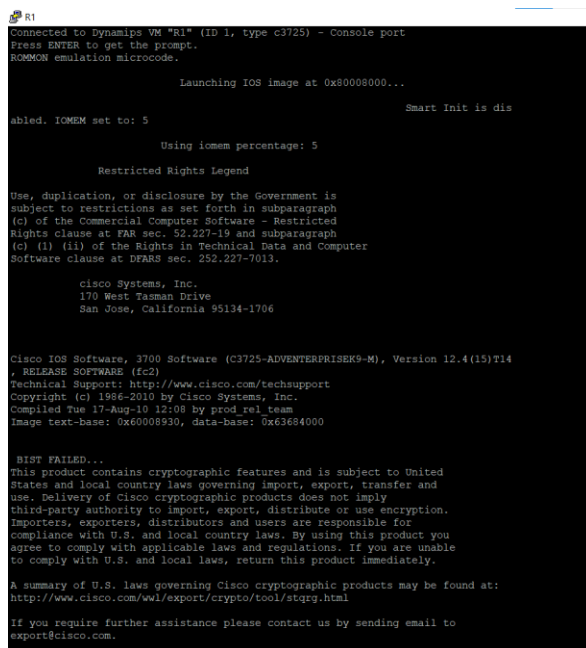 R1
Connected to Dynamips VM "R1" (ID 1, type c3725) - Console port
Press ENTER to get the prompt.
ROMMON emulation microcode.
Launching IOS image at 0x80008000...
Smart Init is dis
abled. IOMEM set to: 5
Using iomem percentage: 5
Restricted Rights Legend
Use, duplication, or disclosure by the Government is
subject to restrictions as set forth in subparagraph
(c) of the Commercial Computer Software - Restricted
Rights clause at FAR sec. 52.227-19 and subparagraph
(c) (1) (ii) of the Rights in Technical Data and Computer
Software clause at DFARS sec. 252.227-7013.
cisco Systems, Inc.
170 West Tasman Drive
San Jose, California 95134-1706
Cisco IOS Software, 3700 Software (C3725-ADVENTERPRISEK9-M), Version 12.4(15)T14
, RELEASE SOFTWARE (fc2)
Technical Support: http://www.cisco.com/techsupport
Copyright (c) 1986-2010 by Cisco Systems, Inc.
Compiled Tue 17-Aug-10 12:08 by prod_rel_team
Image text-base: 0x60008930, data-base: 0x63684000
BIST FAILED...
This product contains cryptographic features and is subject to United
States and local country laws governing import, export, transfer and
use. Delivery of Cisco cryptographic products does not imply
third-party authority to import, export, distribute or use encryption.
Importers, exporters, distributors and users are responsible for
compliance with U.S. and local country laws. By using this product you
agree to comply with applicable laws and regulations. If you are unable
to comply with U.S. and local laws, return this product immediately.
A summary of U.S. laws governing Cisco cryptographic products may be found at:
http://www.cisco.com/wwl/export/crypto/tool/stqrg.html
If you require further assistance please contact us by sending email to
export@cisco.com.